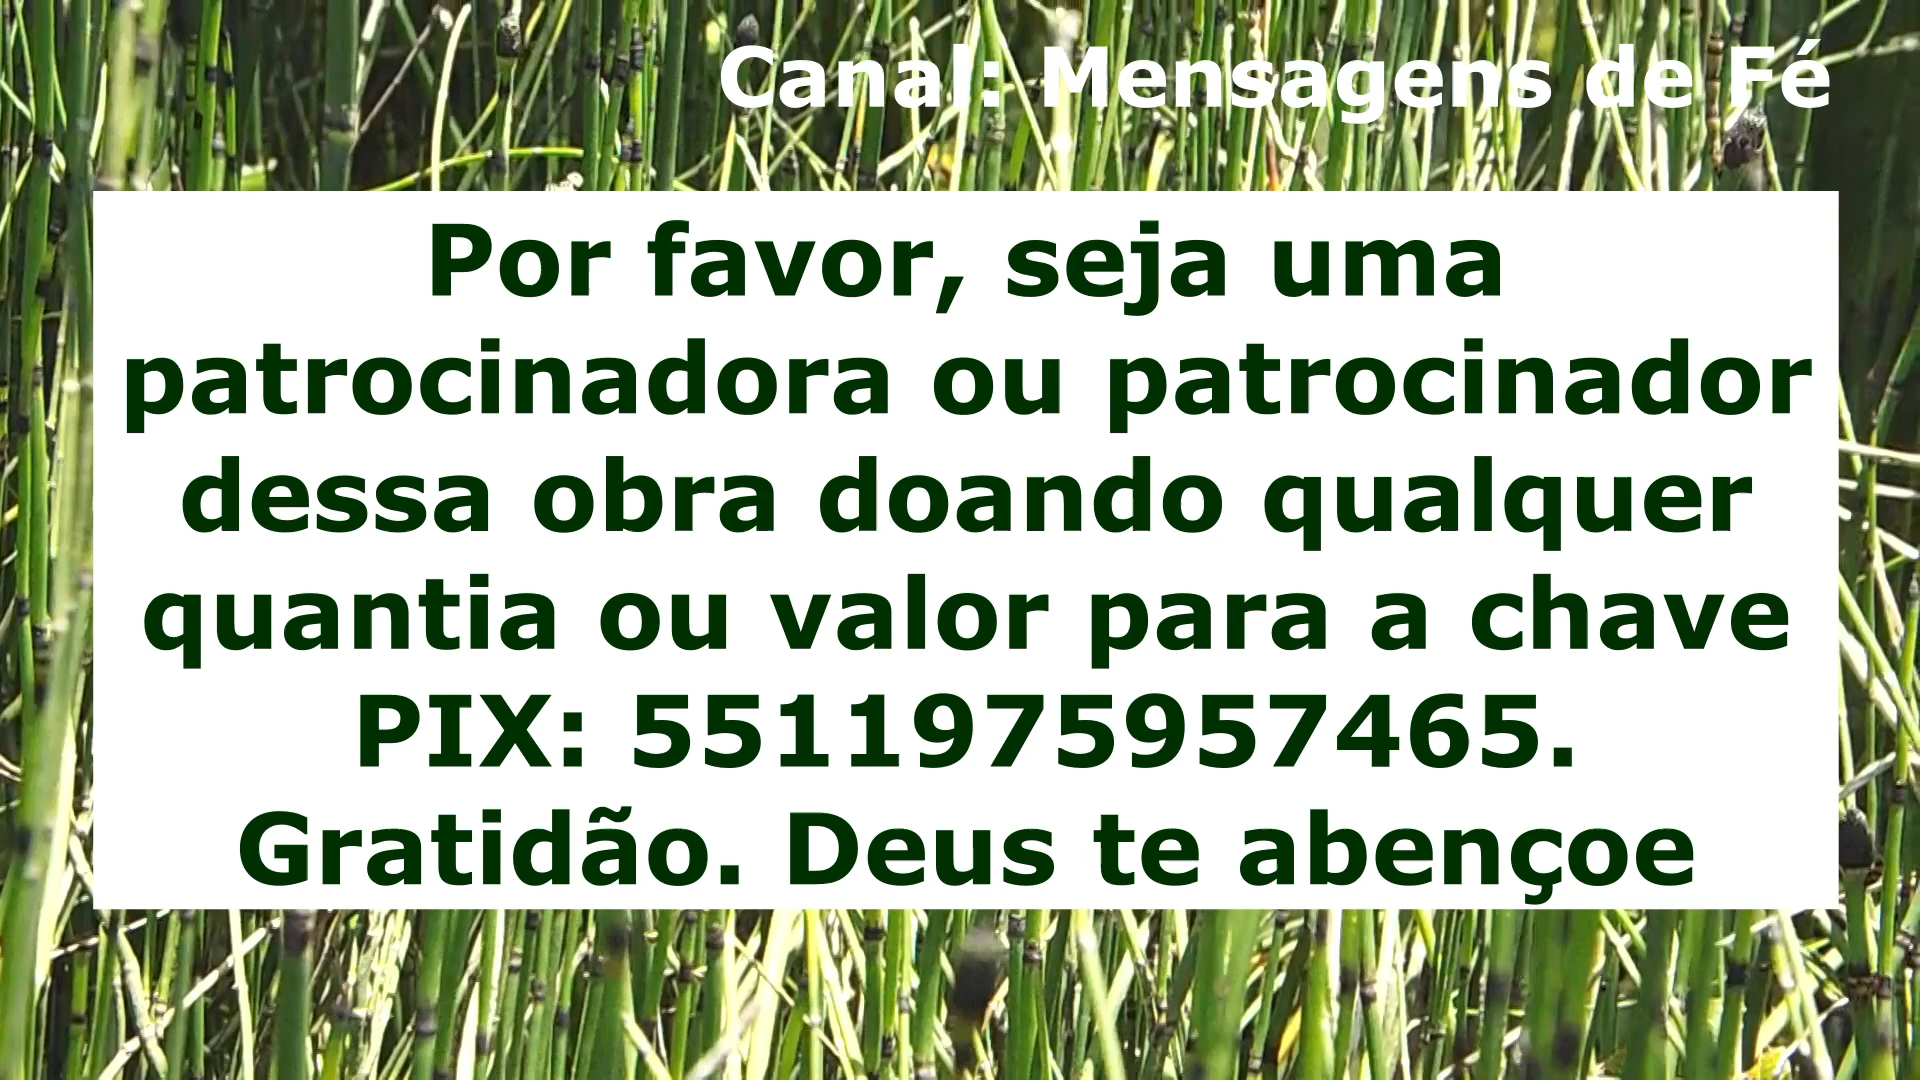 Canal: Mensagens de Fé
Por favor, seja uma
patrocinadora ou patrocinador
dessa obra doando qualquer
quantia ou valor para a chave
PIX: 5511975957465.
Gratidão. Deus te abençoe